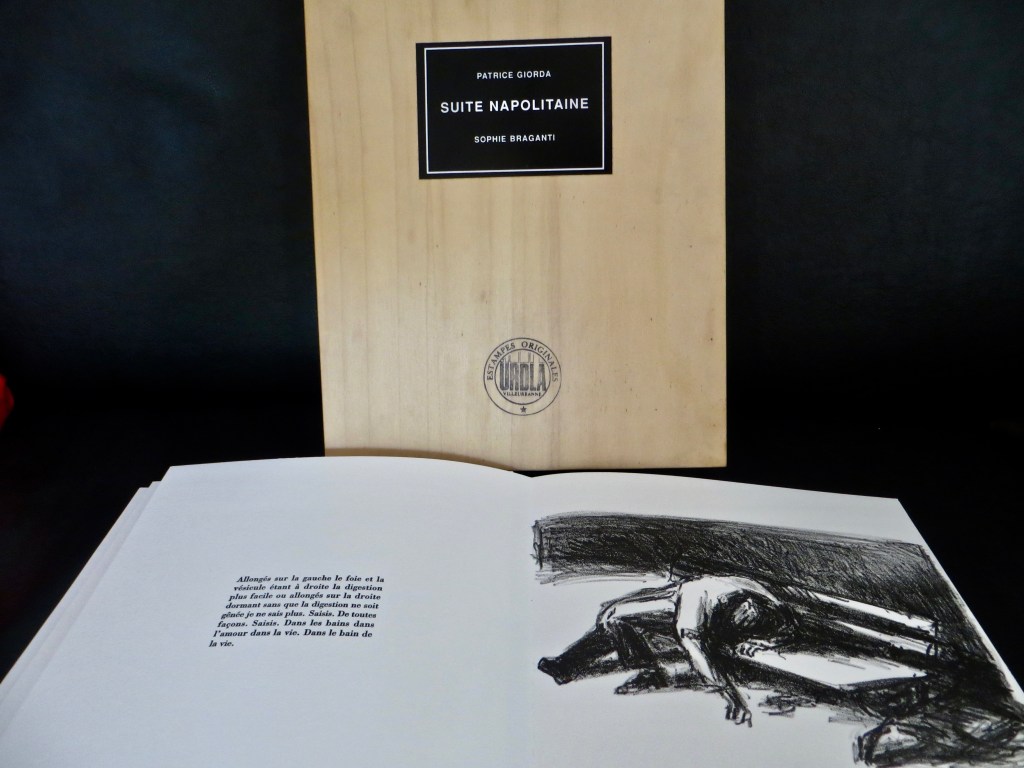 PATRICE GIORDA
SUITE NAPOLITAINE
SOPHIE BRAGANTI
ESTAMPES ORIGINALES
URDLA
VILLEURBANNE
Allongés sur la gauche le foie et la
vésicule étant à droite la digestion
plus facile ou allongés sur la droite
dormant sans que la digestion ne soit
gênée je ne sais plus. Saisis. De toutes
façons. Saisis. Dans les bains dans
l'amour dans la vie. Dans le bain de
la vie.